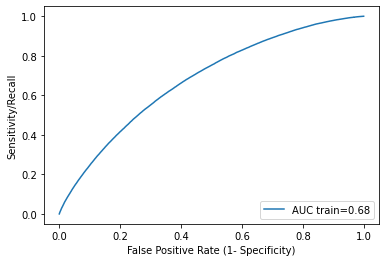 1.0
0.8
0.6
0.4
0.2
0.0
Sensitivity/Recall
AUC train=0.68
0.0 0.2 0.4 0.6 0.8 1.0
False Positive Rate (1- Specificity)